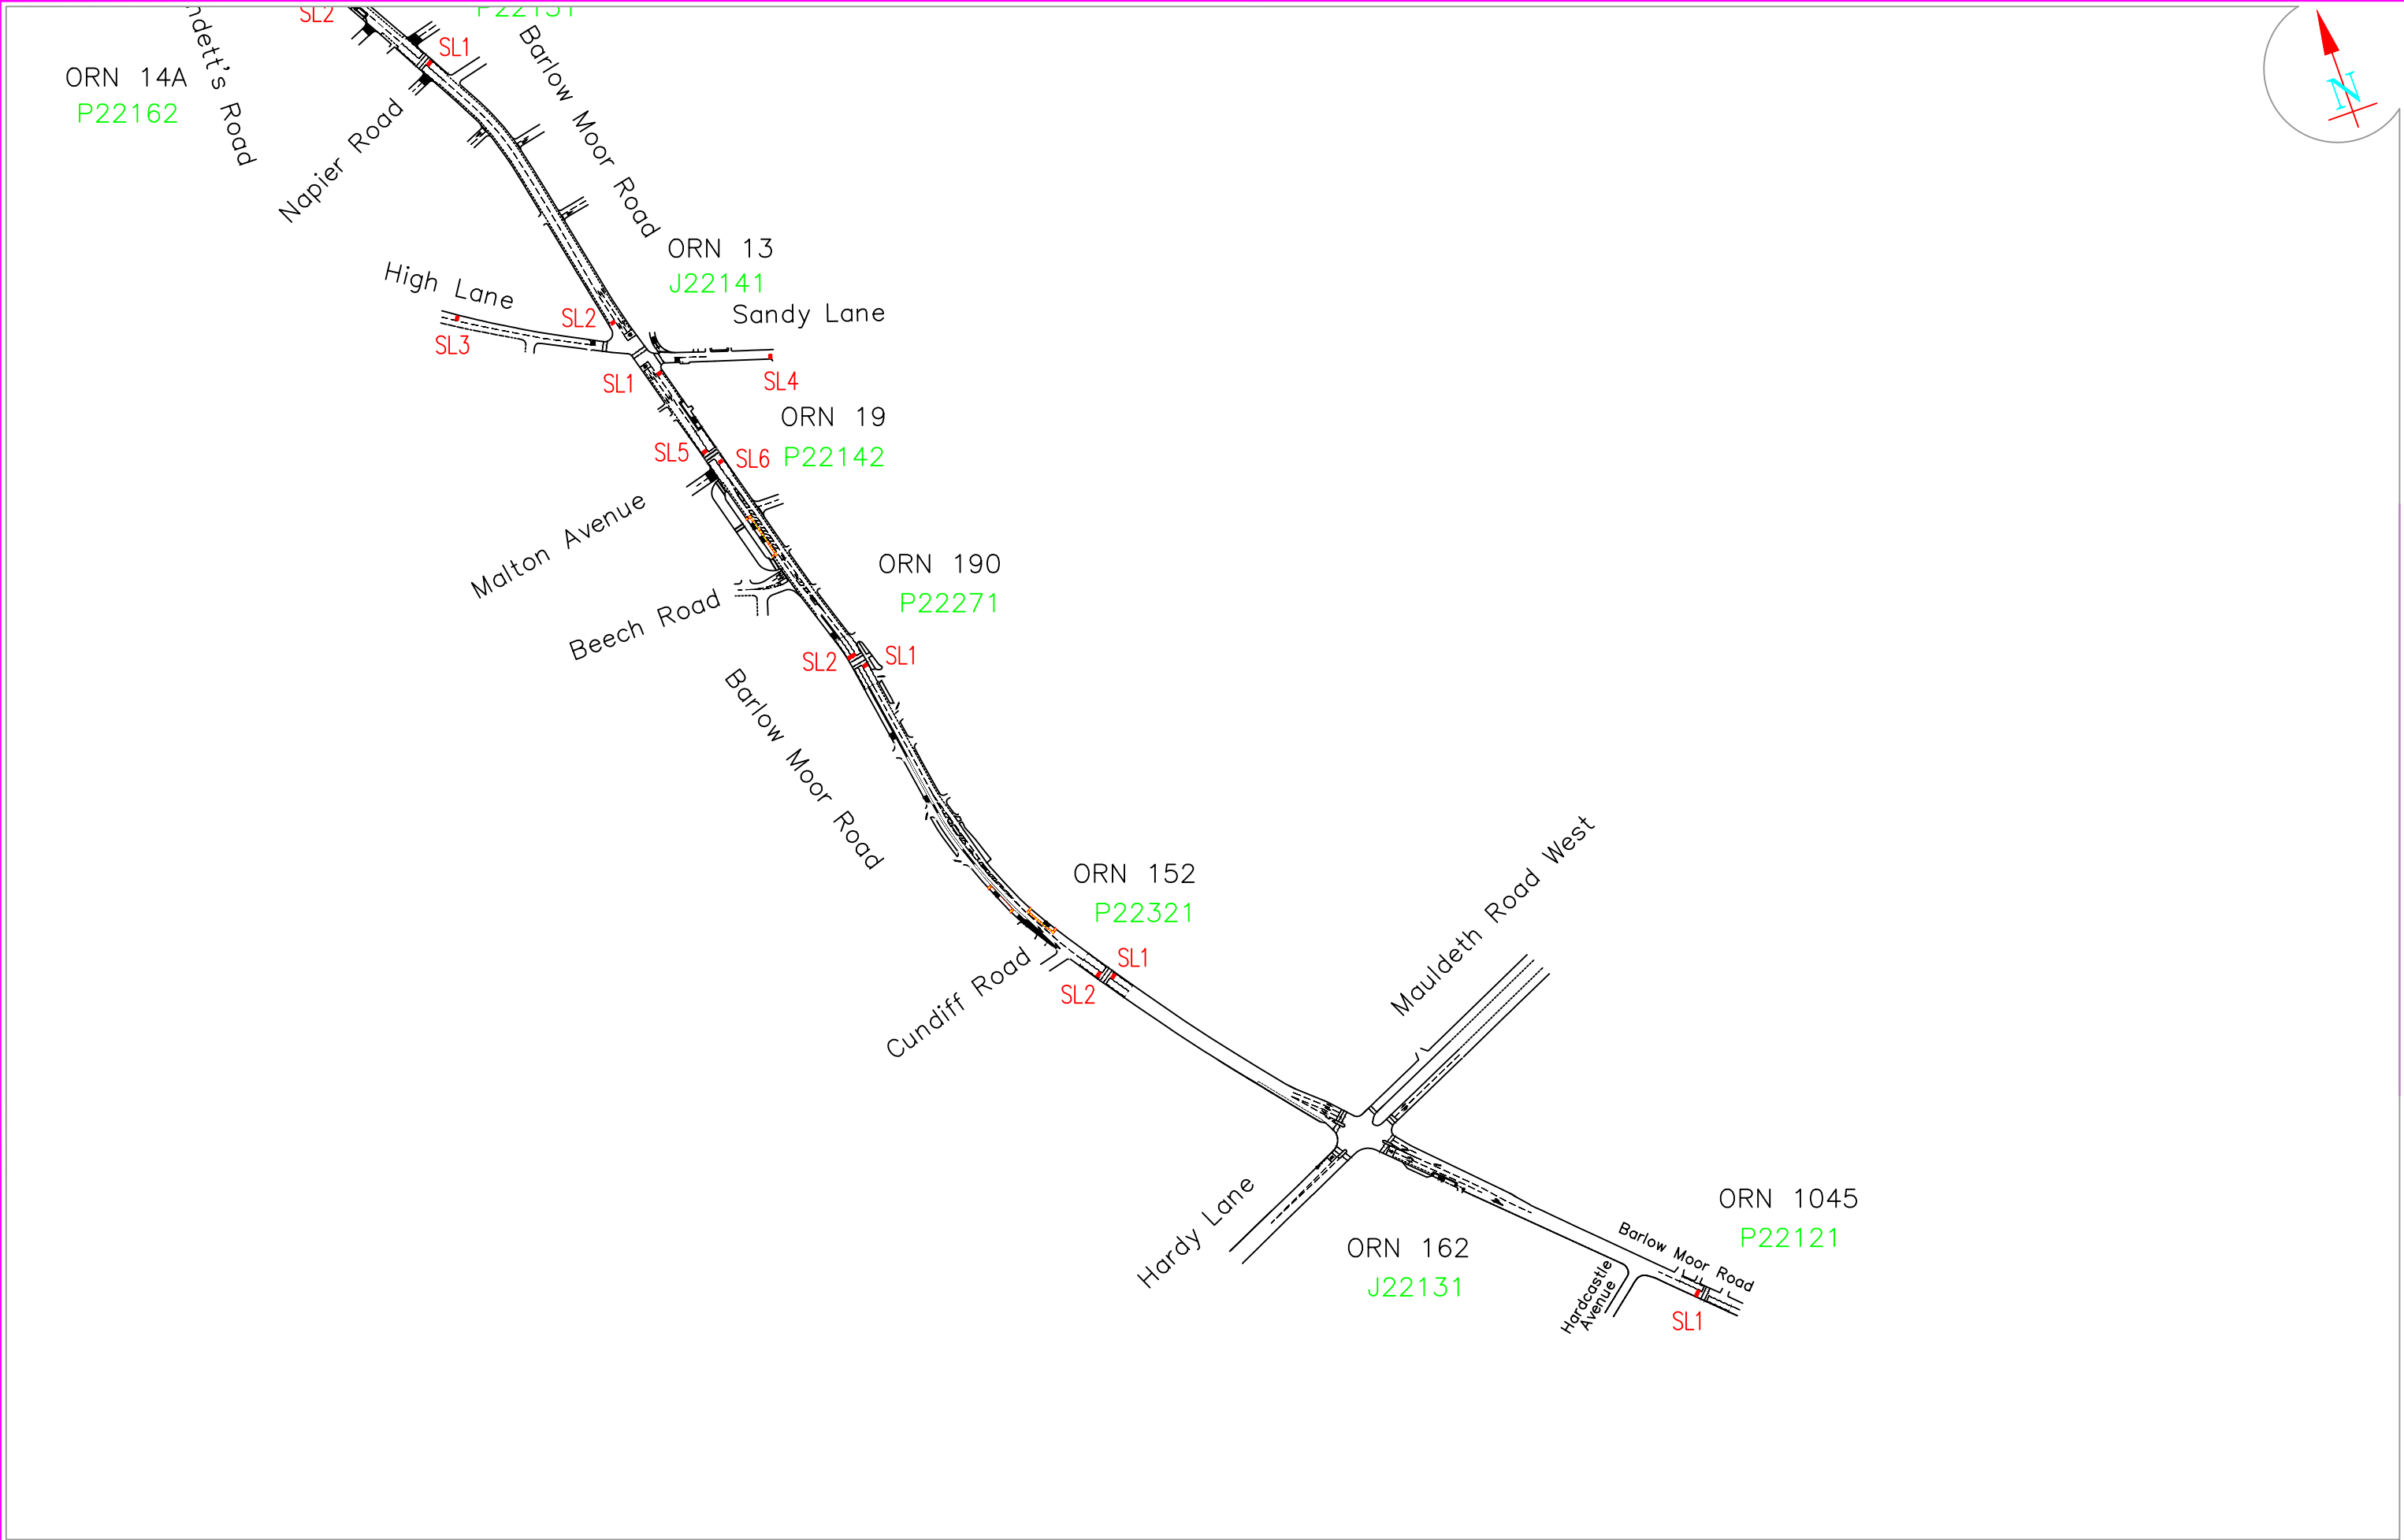 SL2
SL1
ORN 14A
P22162
Napier Road
Barlow Moor Road
N
ORN 13
J22141
High Lane
Sandy Lane
SL2
SL3
SL1
SL4
ORN 19
P22142
SL5
SL6
Malton Avenue
ORN 190
P22271
Beech Road
SL2
SL1
Barlow Moor Road
ORN 152
P22321
Mauldeth Road West
SL1
SL2
Cundiff Road
Hardy Lane
ORN 162
J22131
ORN 1045
P22121
Barlow Moor Road
Hardcastle
Avenue
SL1